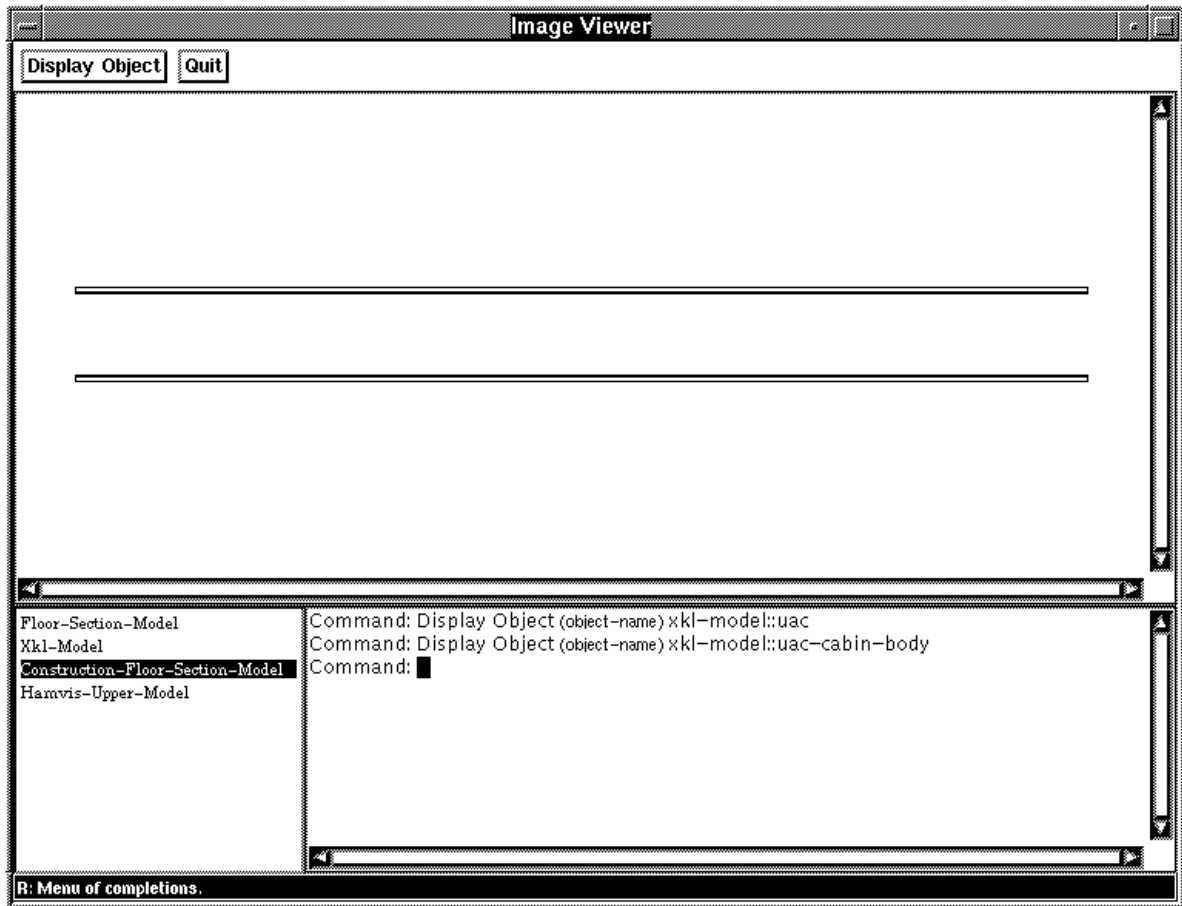 Image Viewer
Display Object Quit
Floor-Section-Model
Xkl-Model
Construction-Floor-Section-Model
Hamvis-Upper-Model
Command: Display Object (object-name) xkl-model::uac
Command: Display Object (object-name) xkl-model::uac-cabin-body
Command:
R: Menu of completions.